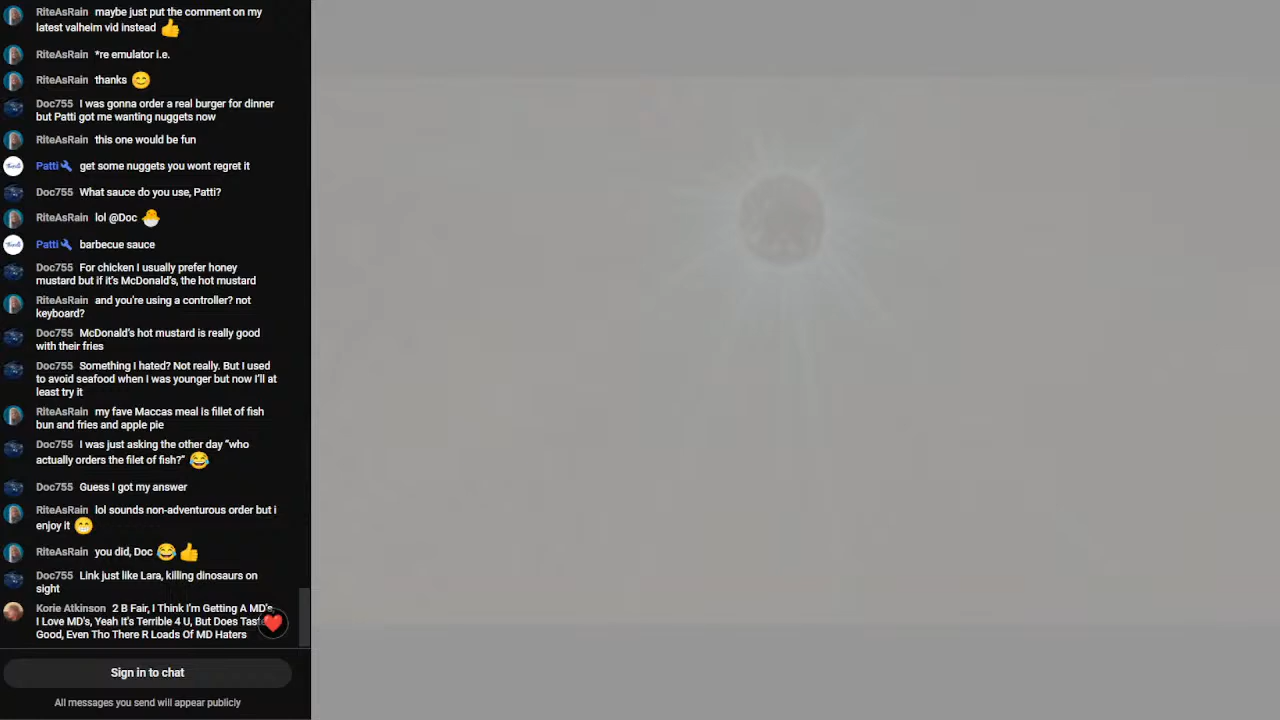 RiteAsRain maybe just put the comment on my
latest valheim vid instead 👍
RiteAsRain *re emulator i.e.
RiteAsRain thanks 😊
Doc755 I was gonna order a real burger for dinner
but Patti got me wanting nuggets now
RiteAsRain this one would be fun
Patti🔧 get some nuggets you wont regret it
Doc755 What sauce do you use, Patti?
RiteAsRain lol @Doc 🐣
Patti🔧 barbecue sauce
Doc755 For chicken I usually prefer honey
mustard but if it's McDonald's, the hot mustard
RiteAsRain and you're using a controller? not
keyboard?
Doc755 McDonald's hot mustard is really good
with their fries
Doc755 Something I hated? Not really. But I used
to avoid seafood when I was younger but now I'll at
least try it
RiteAsRain my fave Maccas meal is fillet of fish
bun and fries and apple pie
Doc755 I was just asking the other day "who
actually orders the filet of fish?" 😂
Doc755 Guess I got my answer
RiteAsRain lol sounds non-adventurous order but i
enjoy it 😁
RiteAsRain you did, Doc 😂👍
Doc755 Link just like Lara, killing dinosaurs on
sight
Korie Atkinson 2 B Fair, I Think I'm Getting A MD's,
I Love MD's, Yeah It's Terrible 4 U, But Does Taste
Good, Even Tho There R Loads Of MD Haters
Sign in to chat
All messages you send will appear publicly